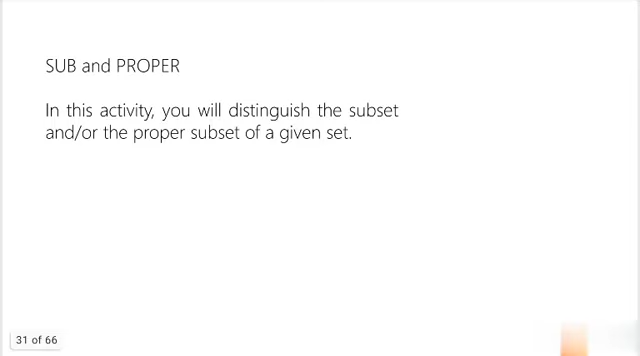 SUB and PROPER
In this activity, you will distinguish the subset
and/or the proper subset of a given set.
31 of 66